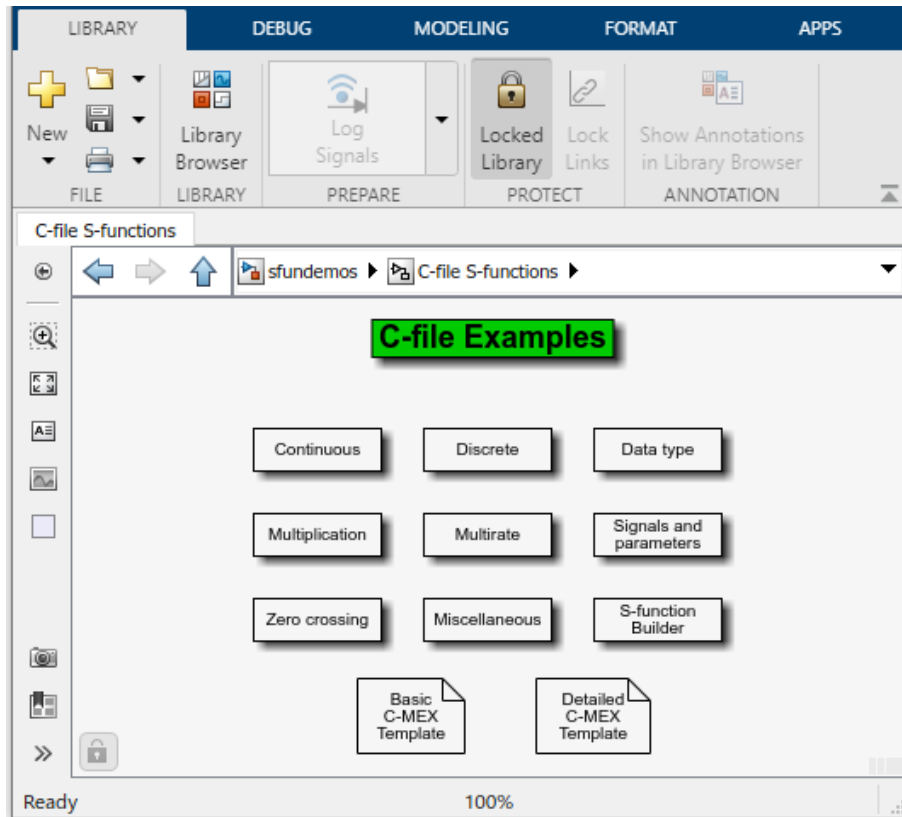 LIBRARY DEBUG MODELING FORMAT APPS
New
Library
Browser
Log
Signals
Locked
Library
Lock
Links
Show Annotations
in Library Browser
FILE LIBRARY PREPARE PROTECT ANNOTATION
C-file S-functions
sfundemos C-file S-functions
C-file Examples
Continuous Discrete Data type
Multiplication Multirate
Signals and
parameters
Zero crossing Miscellaneous
S-function
Builder
Basic
C-MEX
Template
Detailed
C-MEX
Template
Ready 100%